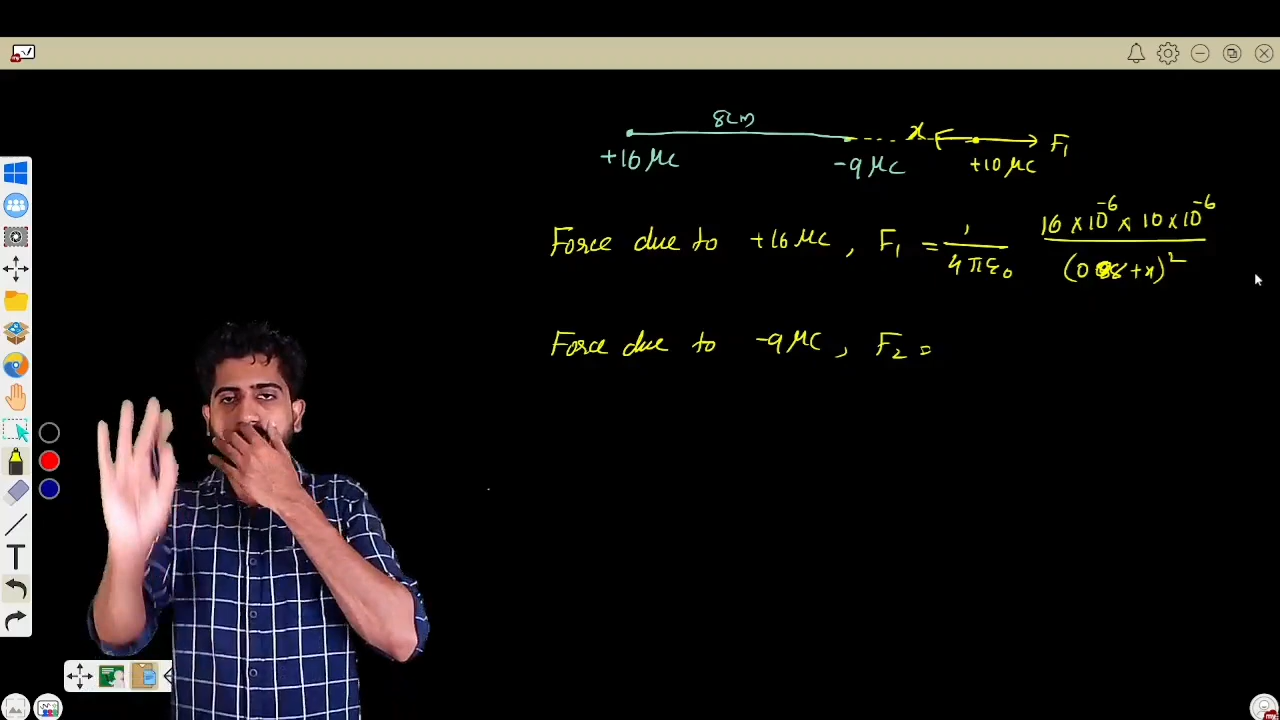 8cm
x
F₁
+16 μC
-9 μC
+10 μC
Force due to +16 μC, F₁ = 1/4πε₀ 16 × 10⁻⁶ × 10 × 10⁻⁶ / (0.08 + x)²
Force due to -9 μC, F₂ =
T